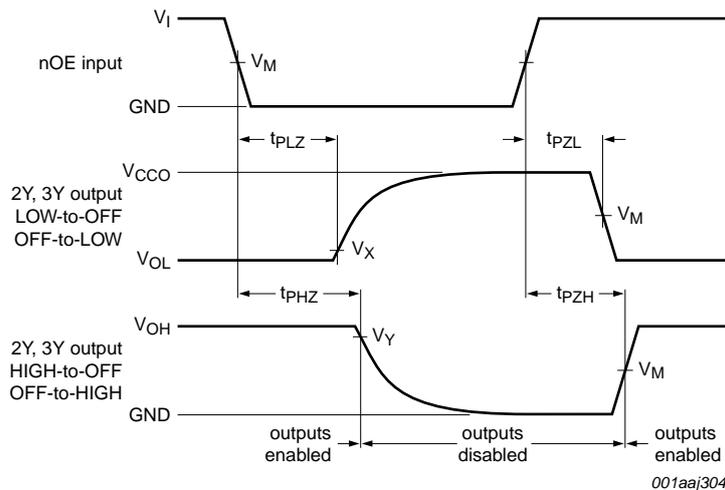 VI
nOE input
VM
GND
tPLZ
tPZL
VCCO
2Y, 3Y output
LOW-to-OFF
OFF-to-LOW
VM
VX
VOL
tPHZ
tPZH
VOH
VY
2Y, 3Y output
HIGH-to-OFF
OFF-to-HIGH
VM
GND
outputs
enabled
outputs
disabled
outputs
enabled
001aaj304